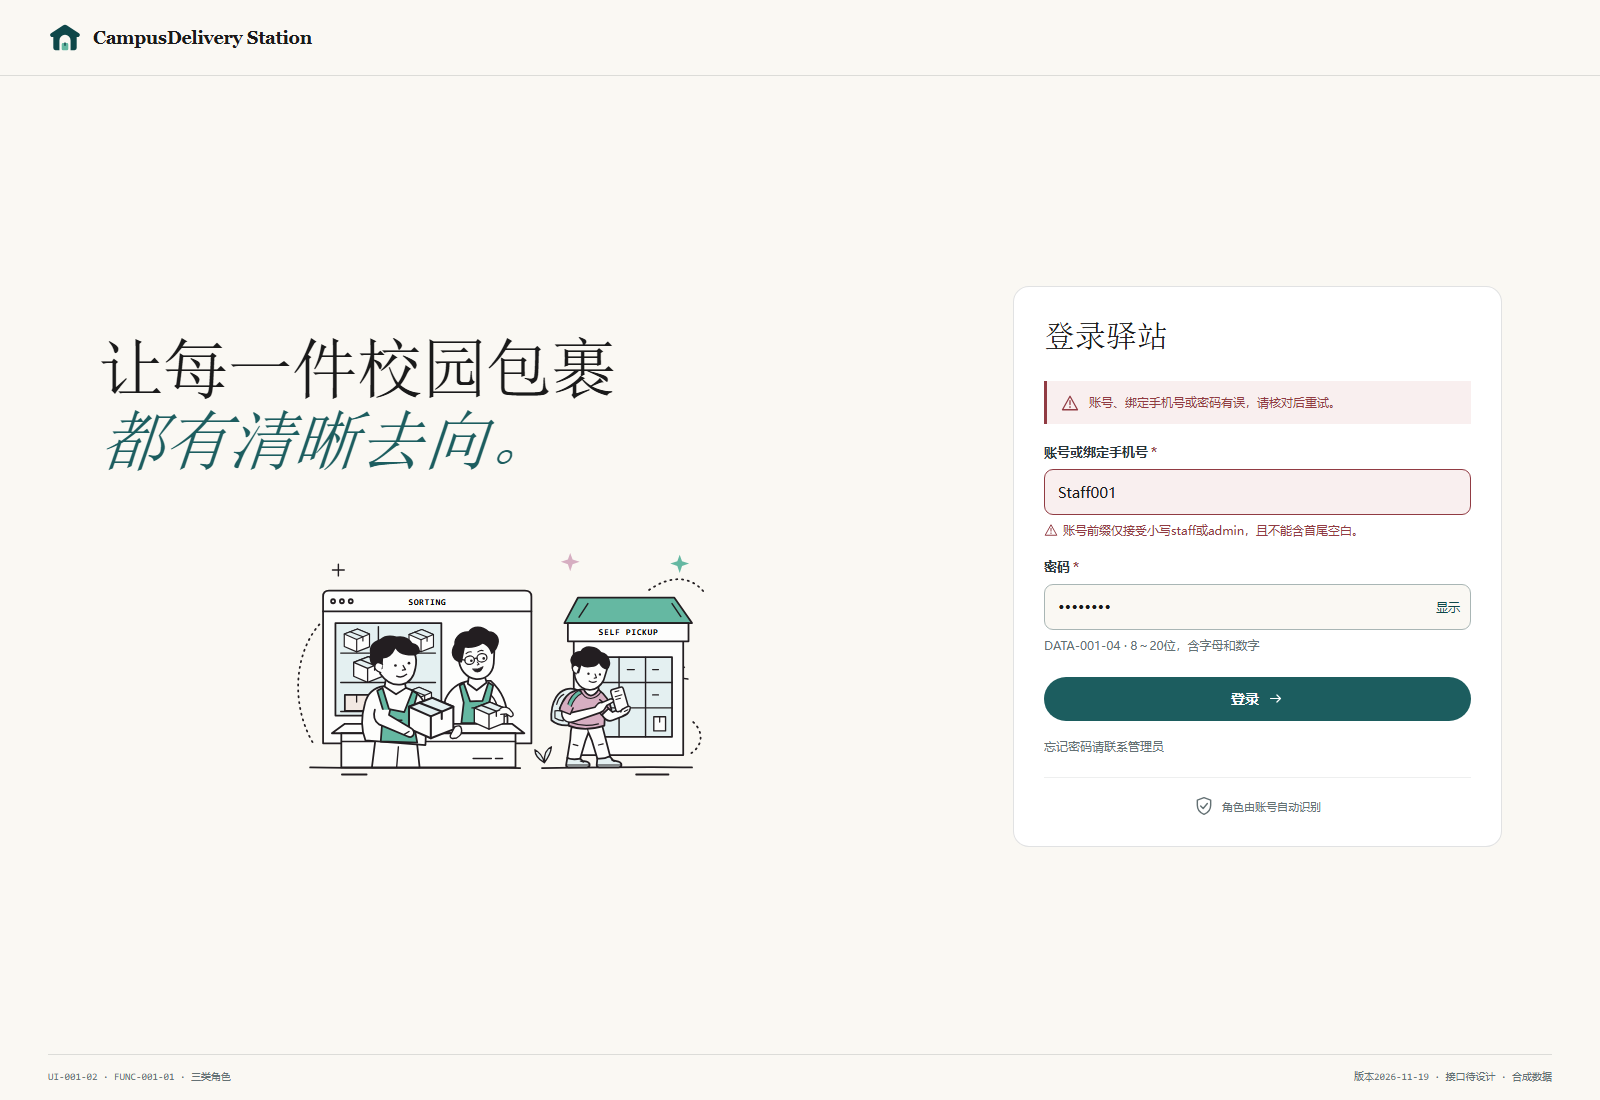 CampusDelivery Station
让每一件校园包裹
都有清晰去向。
SORTING
SELF PICKUP
登录驿站
账号、绑定手机号或密码有误，请核对后重试。
账号或绑定手机号 *
Staff001
账号前缀仅接受小写staff或admin，且不能含首尾空白。
密码 *
••••••••
显示
DATA-001-04 · 8～20位，含字母和数字
登录 →
忘记密码请联系管理员
角色由账号自动识别
UI-001-02 · FUNC-001-01 · 三类角色
版本2026-11-19 · 接口待设计 · 合成数据